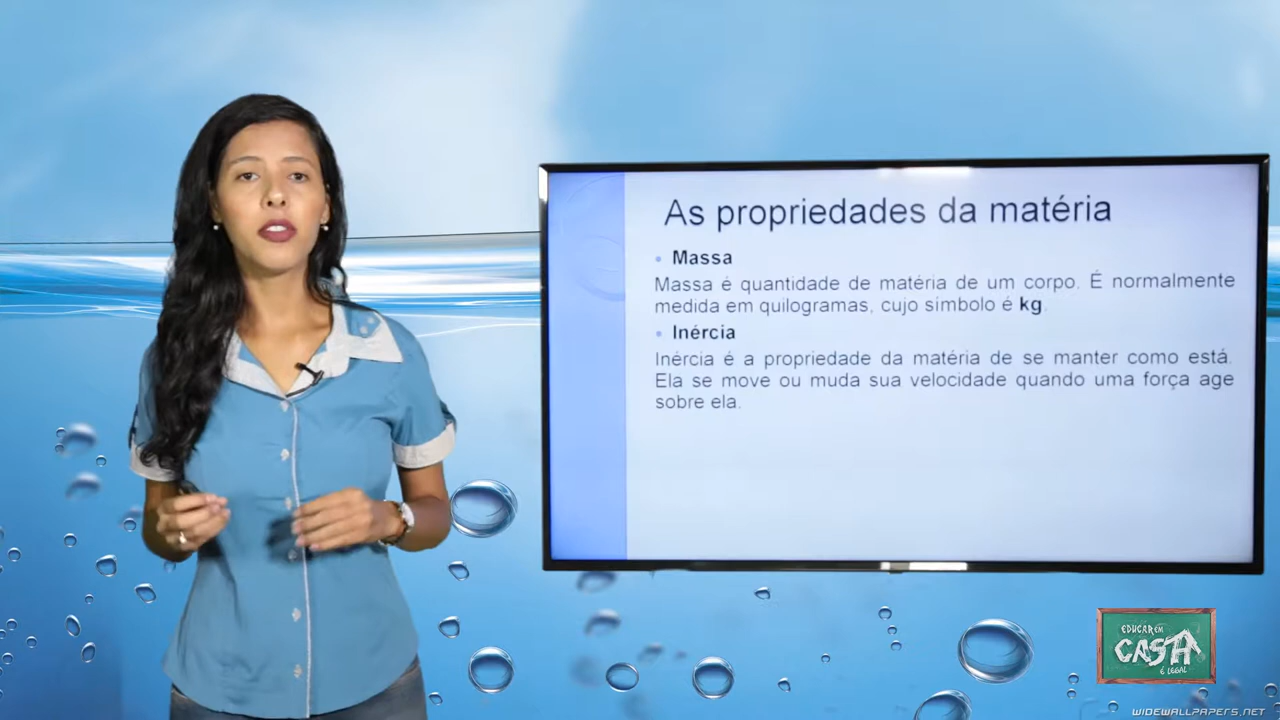 As propriedades da matéria
• Massa
Massa é quantidade de matéria de um corpo. É normalmente
medida em quilogramas, cujo símbolo é kg.
• Inércia
Inércia é a propriedade da matéria de se manter como está.
Ela se move ou muda sua velocidade quando uma força age
sobre ela.
EDUCAR EM
CASA
É LEGAL
WIDEWALLPAPERS.NET